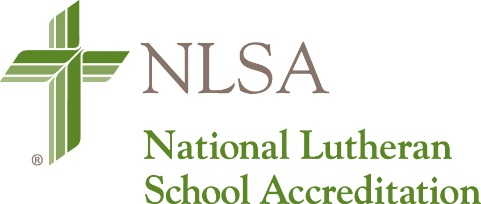 NLSA
National Lutheran
School Accreditation
®